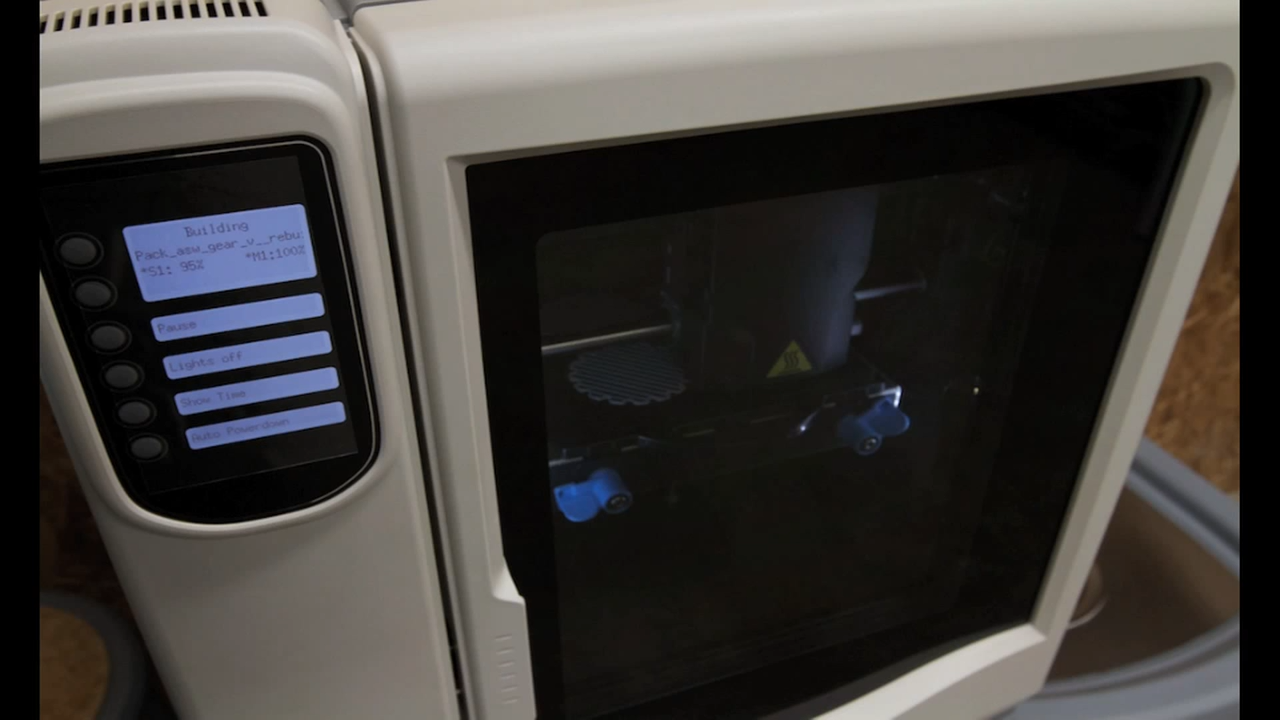 Building
Pack_asw_gear_v__rebu:
*S1: 95% *M1:100%
Pause
Lights off
Show Time
Auto Powerdown